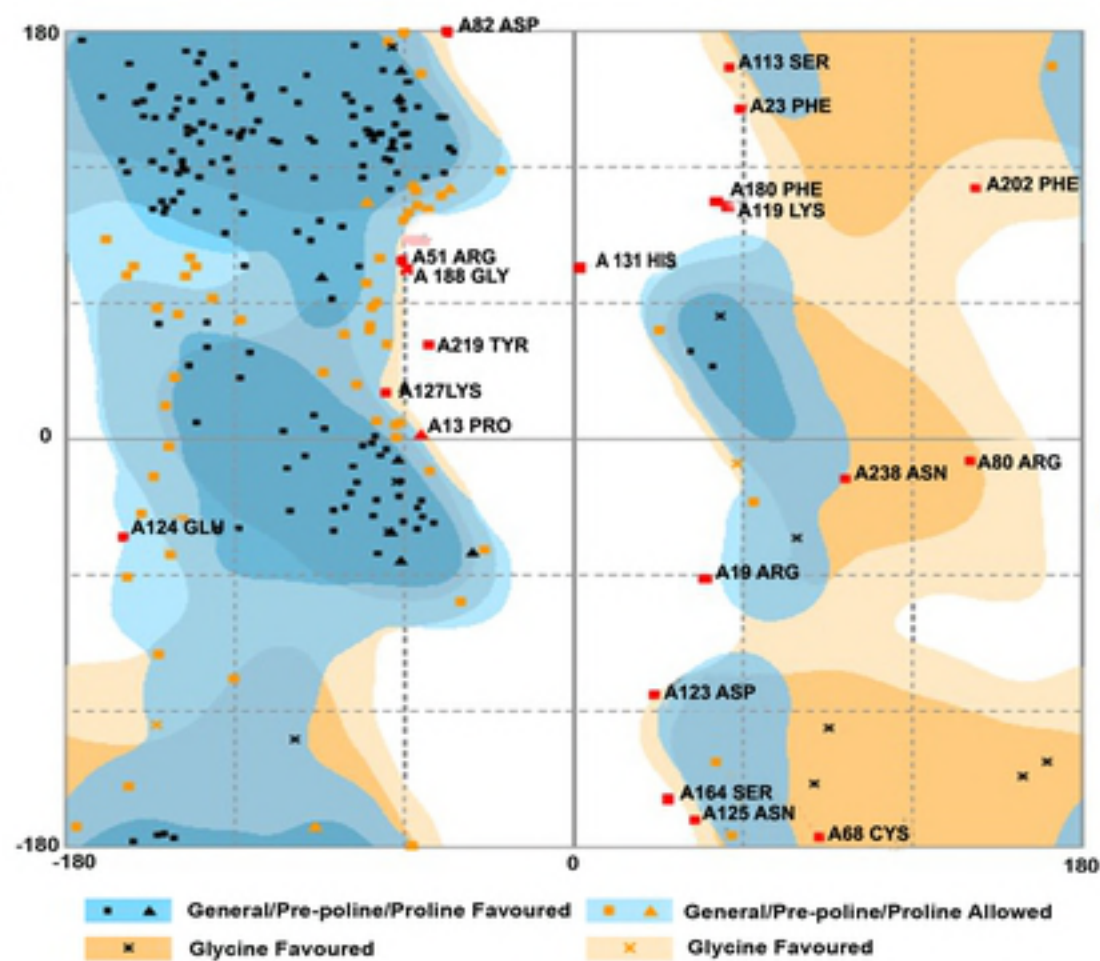 180
A82 ASP
A113 SER
A23 PHE
A180 PHE
A202 PHE
A119 LYS
A51 ARG
A 131 HIS
A 188 GLY
A219 TYR
A127LYS
A13 PRO
0
A80 ARG
A238 ASN
A124 GLU
A19 ARG
A123 ASP
A164 SER
A125 ASN
A68 CYS
-180
-180
0
180
General/Pre-poline/Proline Favoured
General/Pre-poline/Proline Allowed
Glycine Favoured
Glycine Favoured